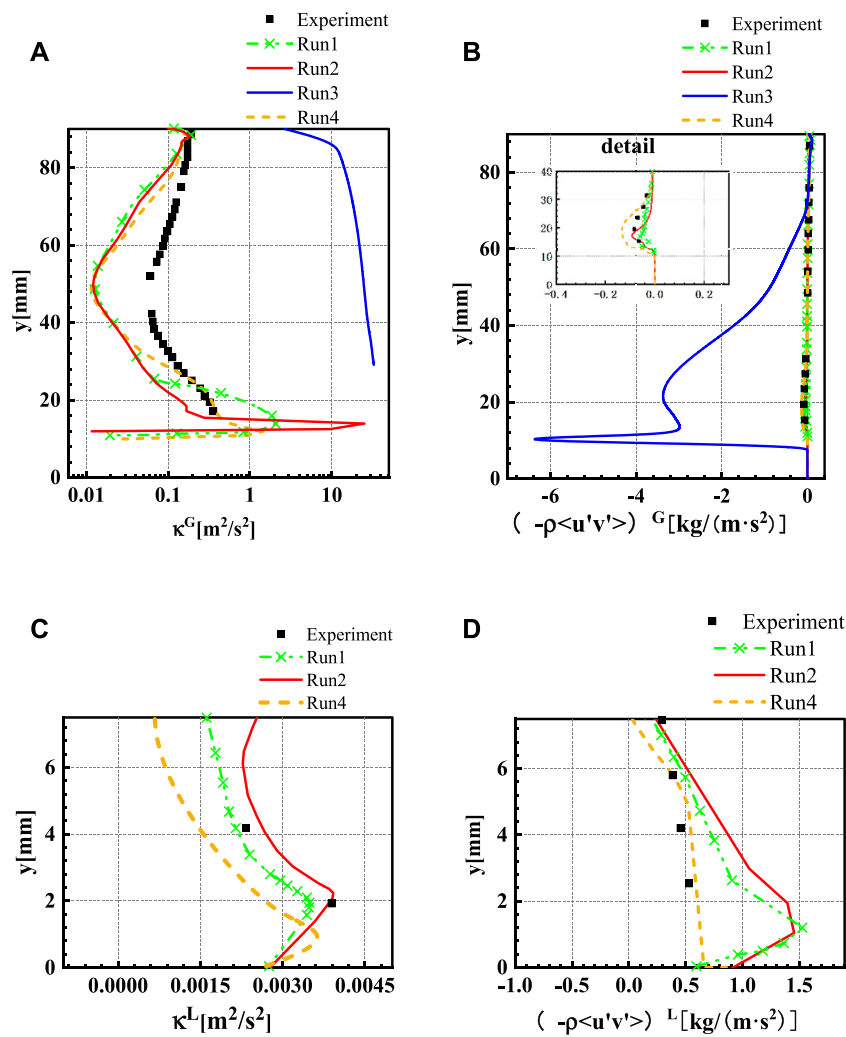 A
Experiment
Run1
Run2
Run3
Run4
y[mm]
80
60
40
20
0
0.01 0.1 1 10
κᴳ[m²/s²]
B
Experiment
Run1
Run2
Run3
Run4
detail
40
30
20
10
0
−0.4 −0.2 0.0 0.2
y[mm]
80
60
40
20
0
-6 -4 -2 0
( -ρ<u'v'>) ᴳ[kg/(m·s²)]
C
Experiment
Run1
Run2
Run4
y[mm]
6
4
2
0
0.0000 0.0015 0.0030 0.0045
κᴸ[m²/s²]
D
Experiment
Run1
Run2
Run4
y[mm]
6
4
2
0
-1.0 -0.5 0.0 0.5 1.0 1.5
( -ρ<u'v'>) ᴸ[kg/(m·s²)]